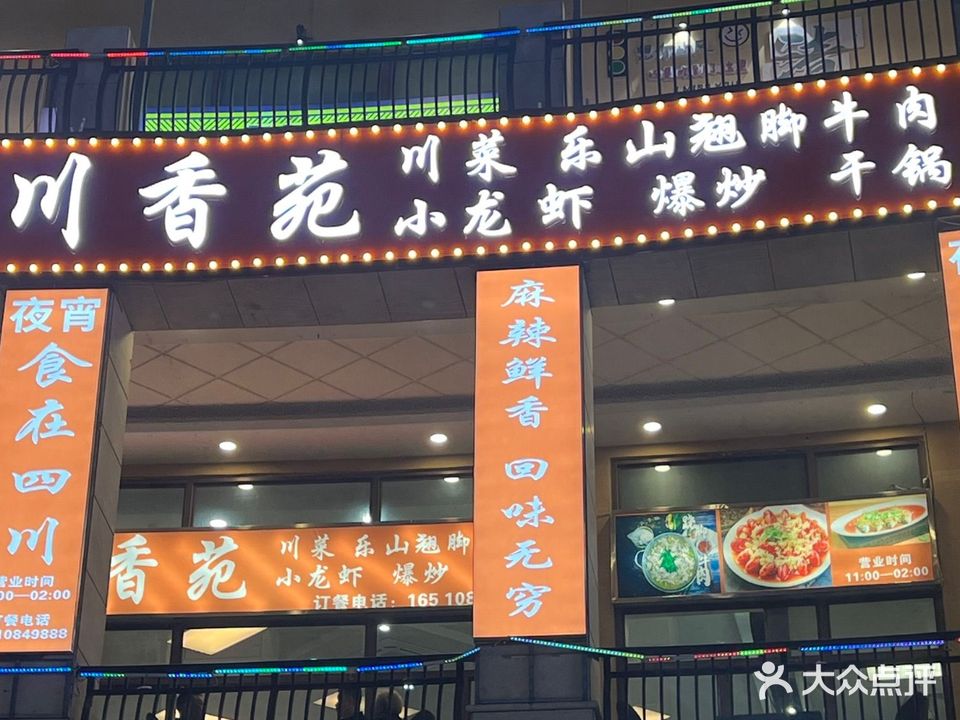 川香苑
川菜 乐山翘脚牛肉
小龙虾 爆炒 干锅
夜宵
食在四川
营业时间
00—02:00
订餐电话
10849888
麻辣鲜香 回味无穷
香苑
川菜 乐山翘脚
小龙虾 爆炒
订餐电话：165108
营业时间
11:00—02:00
大众点评